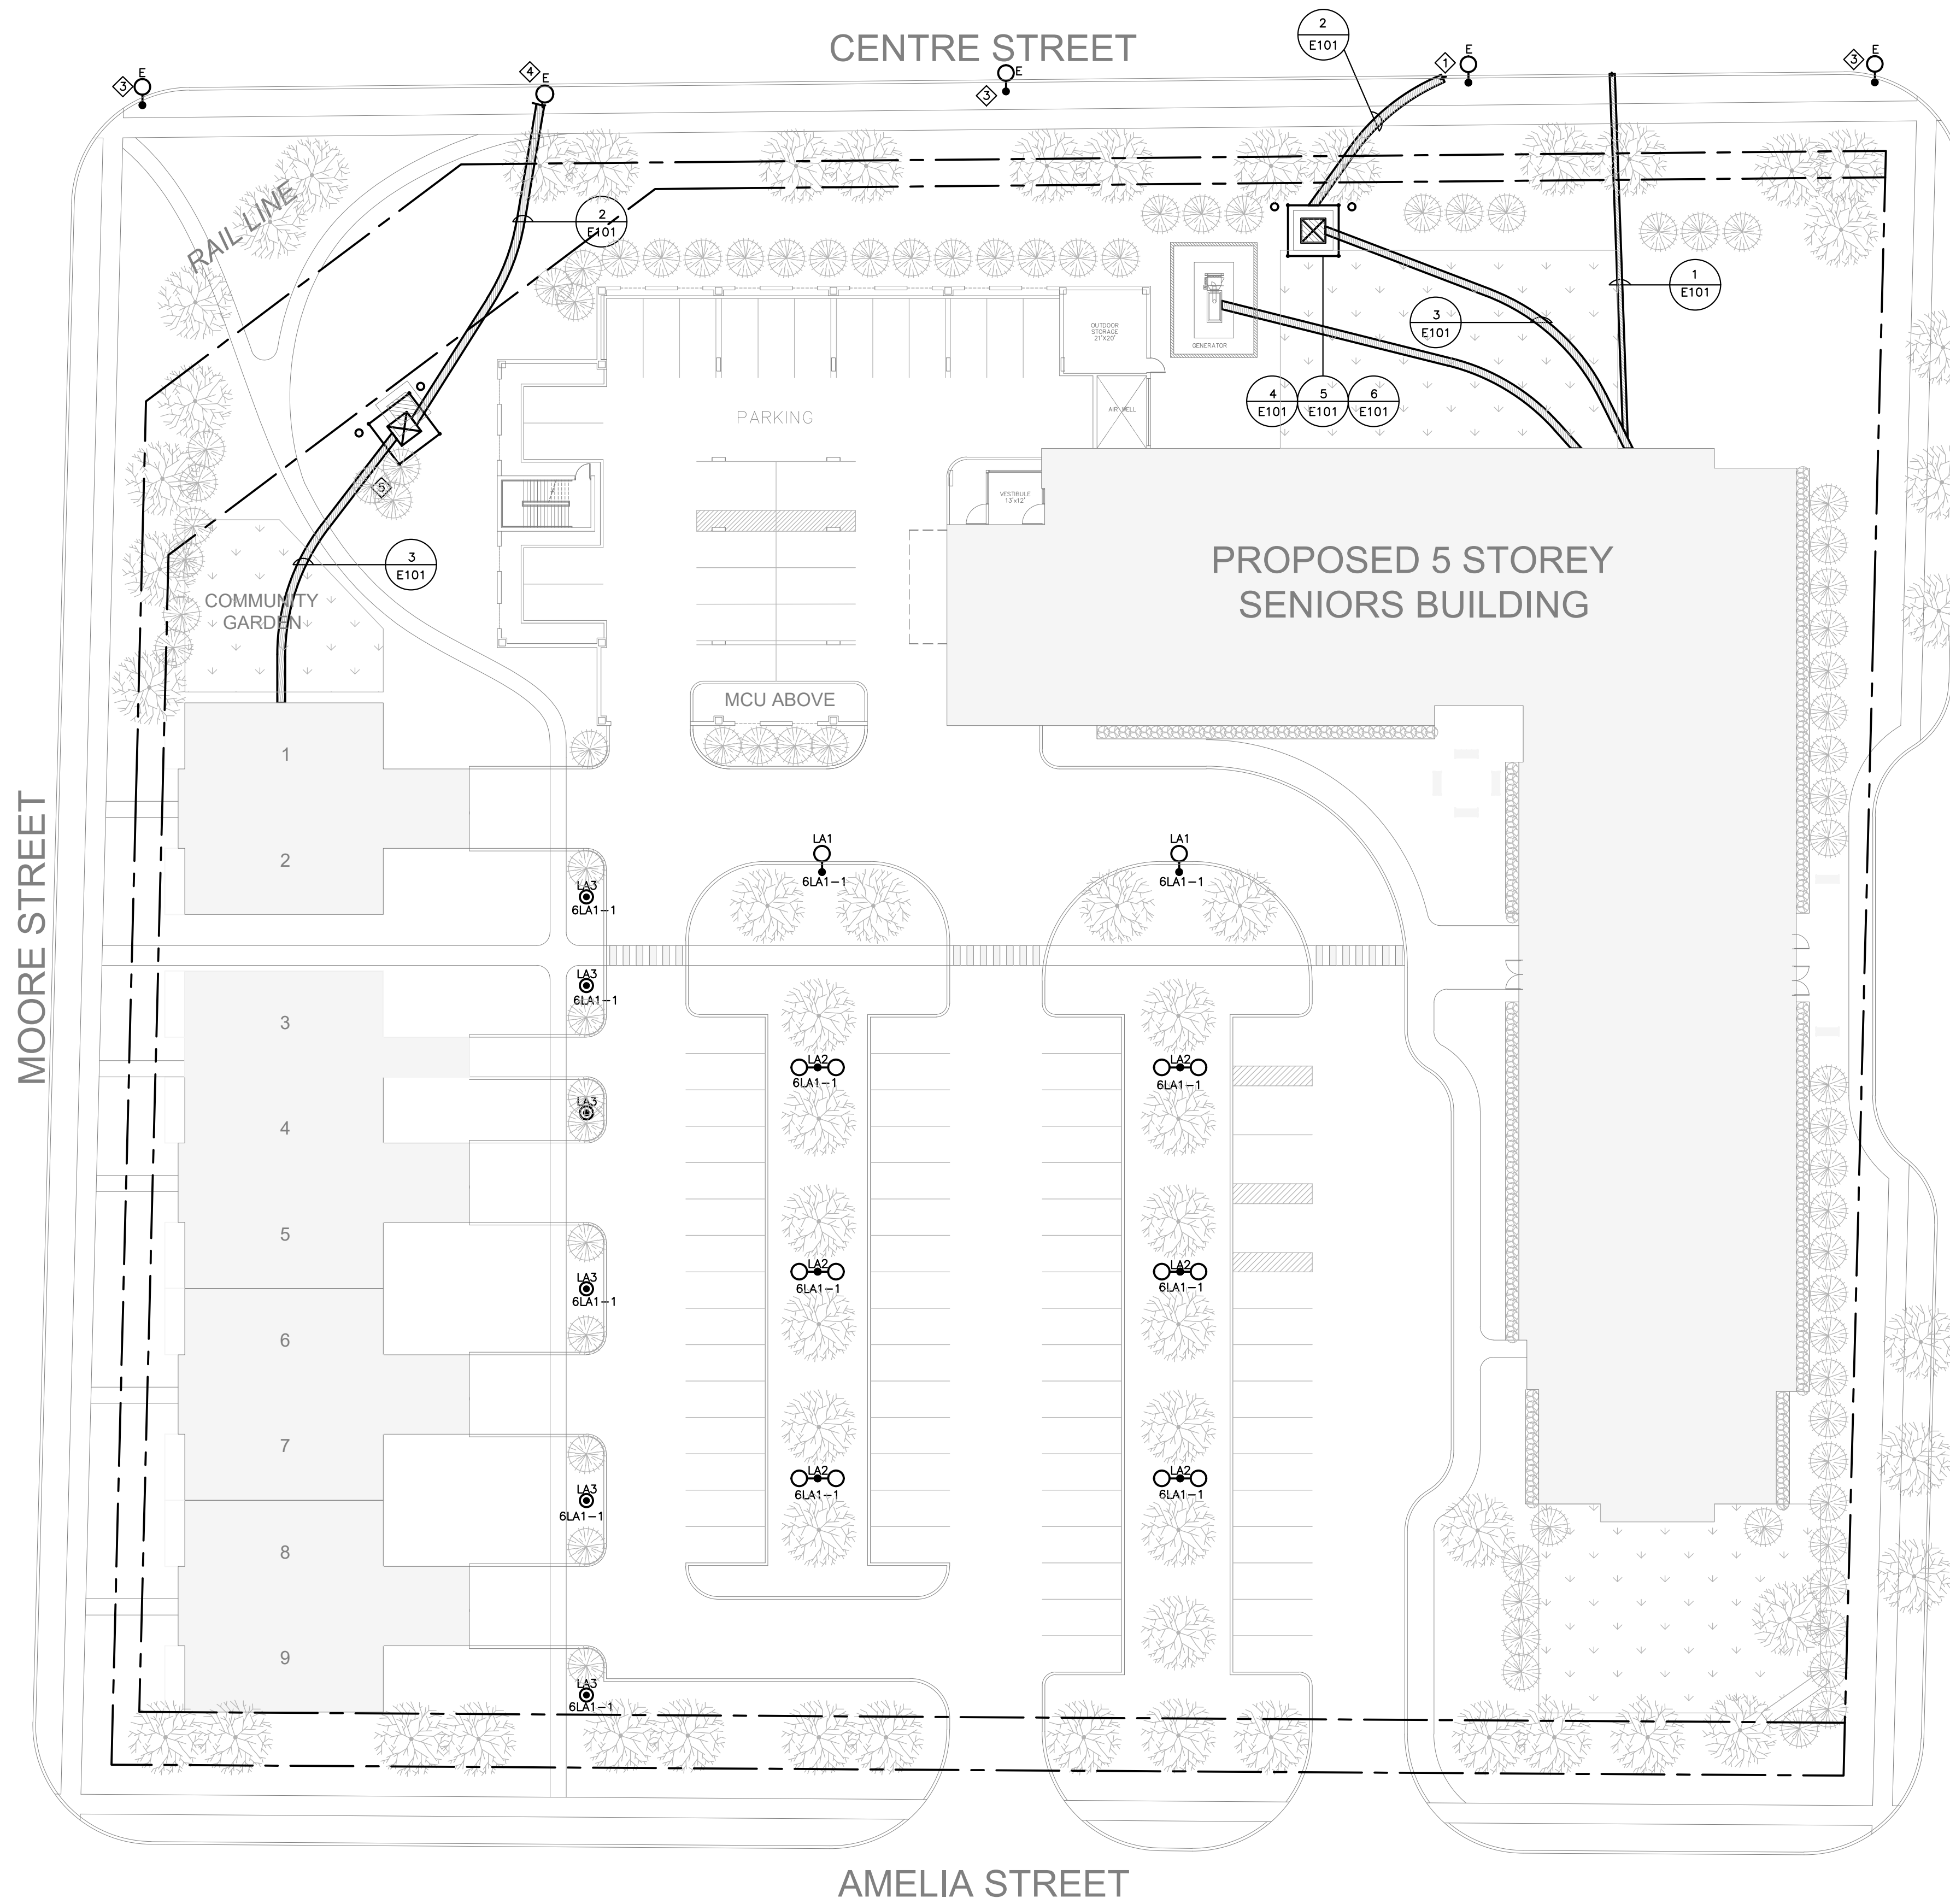 CENTRE STREET
2
E101
3
E
4
E
E
3
1
E
3
E
RAIL LINE
2
E101
1
E101
3
E101
OUTDOOR
STORAGE
21'X20'
GENERATOR
4
E101
5
E101
6
E101
PARKING
AIR WELL
5
VESTIBULE
13'x12'
3
E101
COMMUNITY
GARDEN
PROPOSED 5 STOREY
SENIORS BUILDING
MCU ABOVE
MOORE STREET
1
2
LA1
6LA1-1
LA1
6LA1-1
LA3
6LA1-1
LA3
6LA1-1
3
LA2
6LA1-1
LA2
6LA1-1
LA3
4
5
LA3
6LA1-1
LA2
6LA1-1
LA2
6LA1-1
6
7
LA2
6LA1-1
LA2
6LA1-1
LA3
6LA1-1
8
9
LA3
6LA1-1
AMELIA STREET